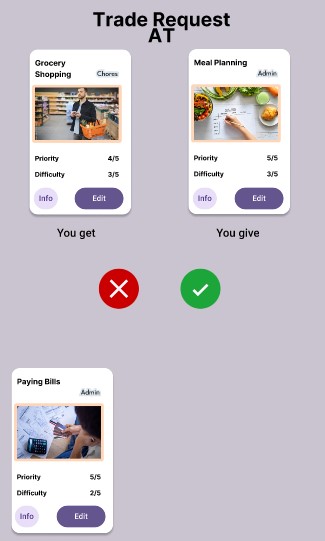 Trade Request
AT
Grocery
Shopping
Chores
Priority 4/5
Difficulty 3/5
Info Edit
You get
Meal Planning
Admin
Priority 5/5
Difficulty 3/5
Info Edit
You give
Paying Bills
Admin
Priority 5/5
Difficulty 2/5
Info Edit